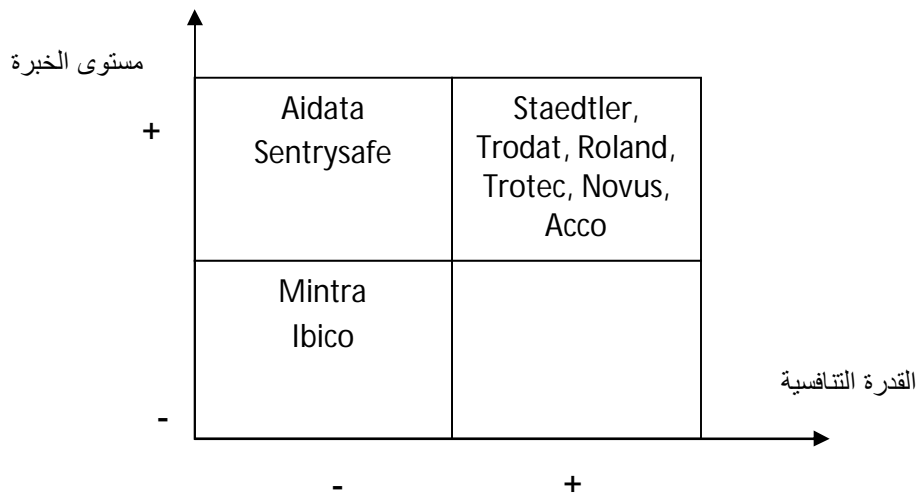 مستوى الخبرة
+
Aidata
Sentrysafe
Staedtler,
Trodat, Roland,
Trotec, Novus,
Acco
Mintra
Ibico
القدرة التنافسية
-
-
+